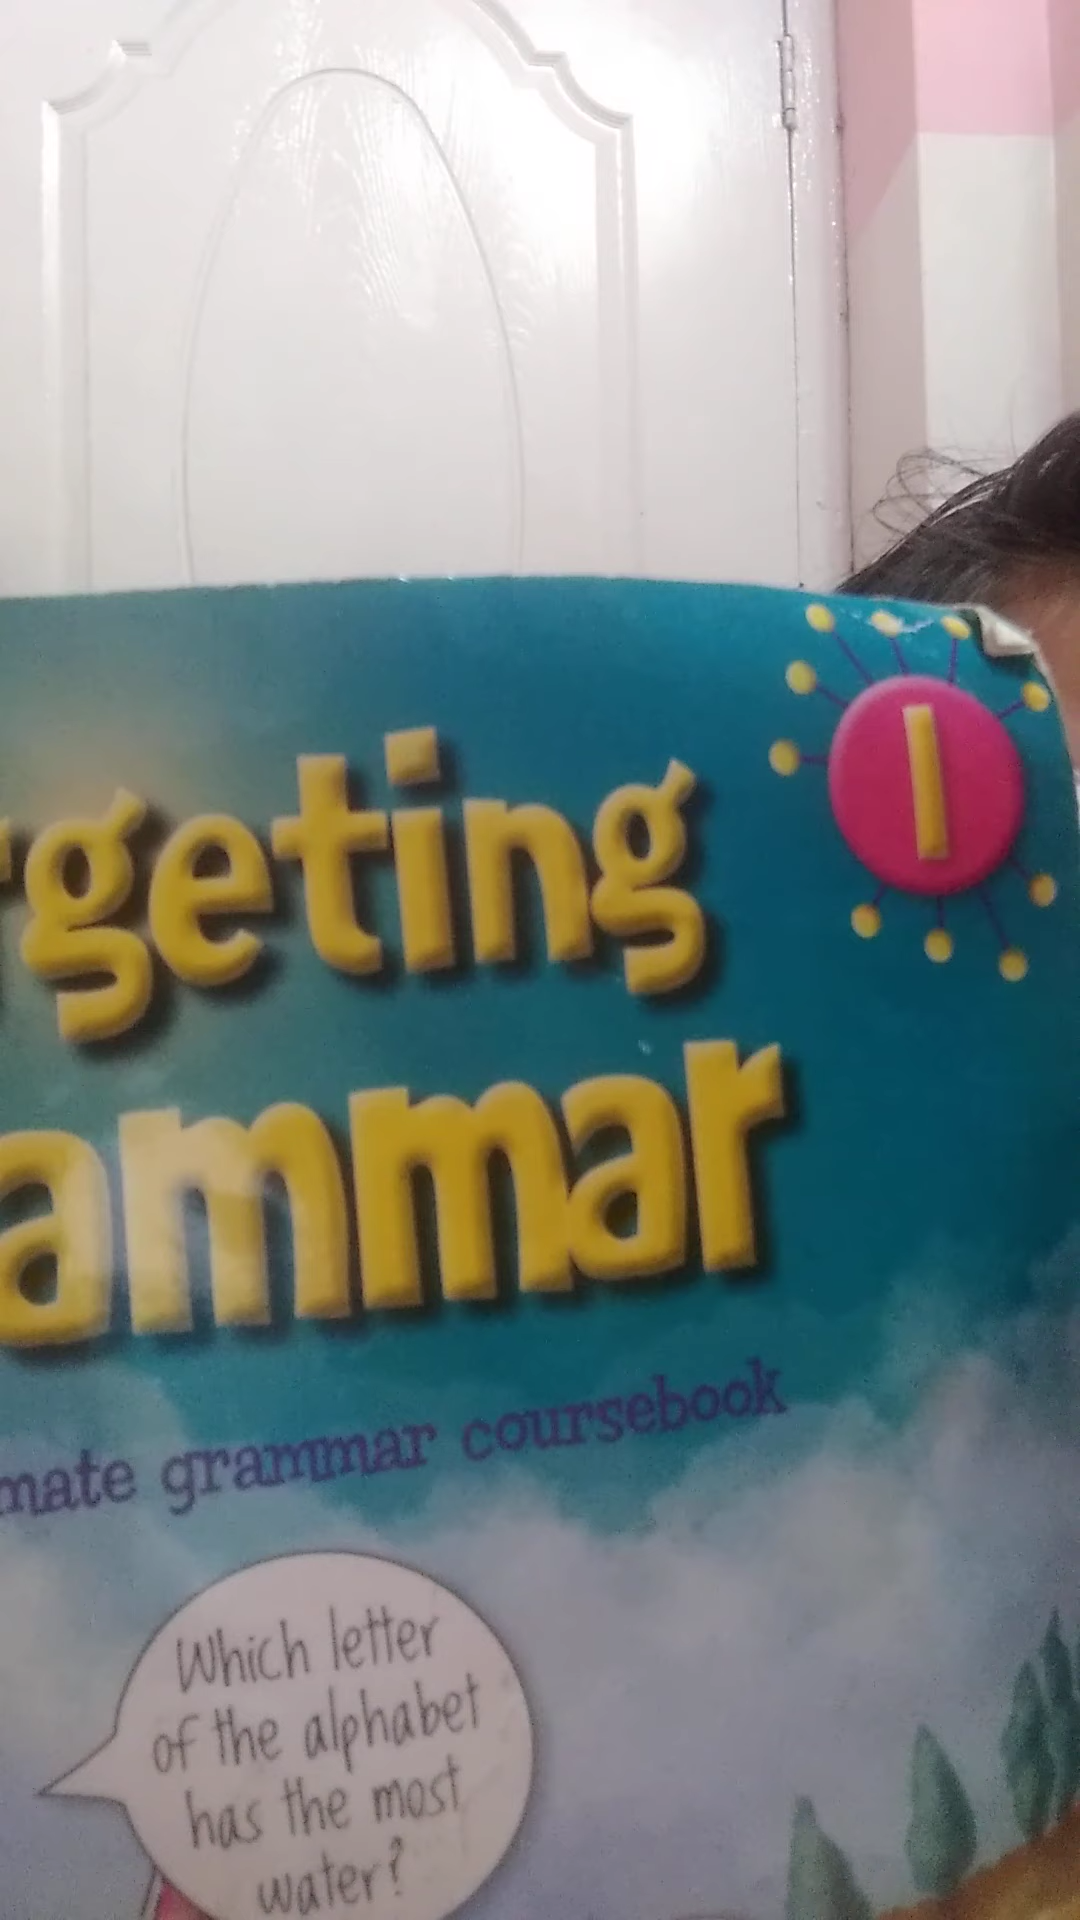 rgeting
1
ammar
mate grammar coursebook
Which letter
of the alphabet
has the most
water?